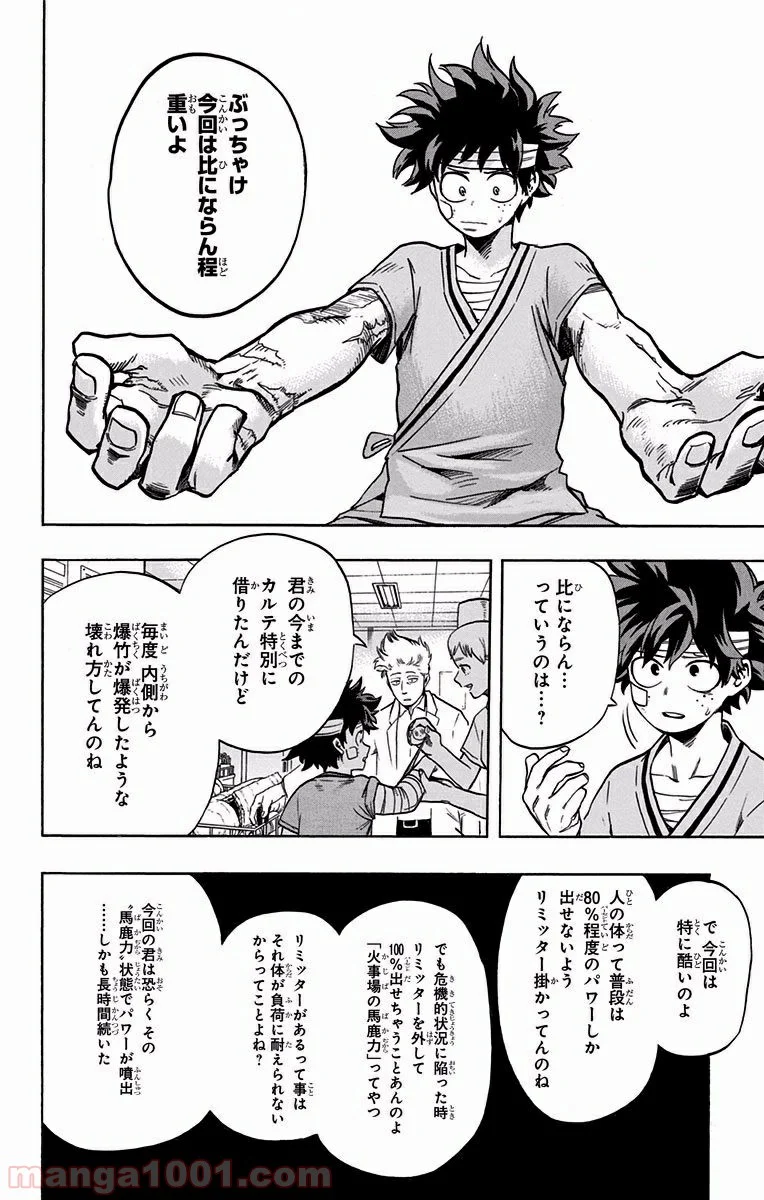 ぶっちゃけ
今回は比にならん程
重いよ
比にならん…
っていうのは…?
君の今までの
カルテ特別に
借りたんだけど
毎度 内側から
爆竹が爆発したような
壊れ方してんのね
で 今回は
特に酷いのよ
人の体って普段は
80%程度のパワーしか
出せないよう
リミッター掛かってんのね
でも危機的状況に陥った時
リミッターを外して
100%出せちゃうことあんのよ
「火事場の馬鹿力」ってやつ
リミッターがあるって事は
それ体が負荷に耐えられない
からってことよね?
今回の君は恐らく その
〝馬鹿力〟状態でパワーが噴出
……しかも長時間続いた
manga1001.com